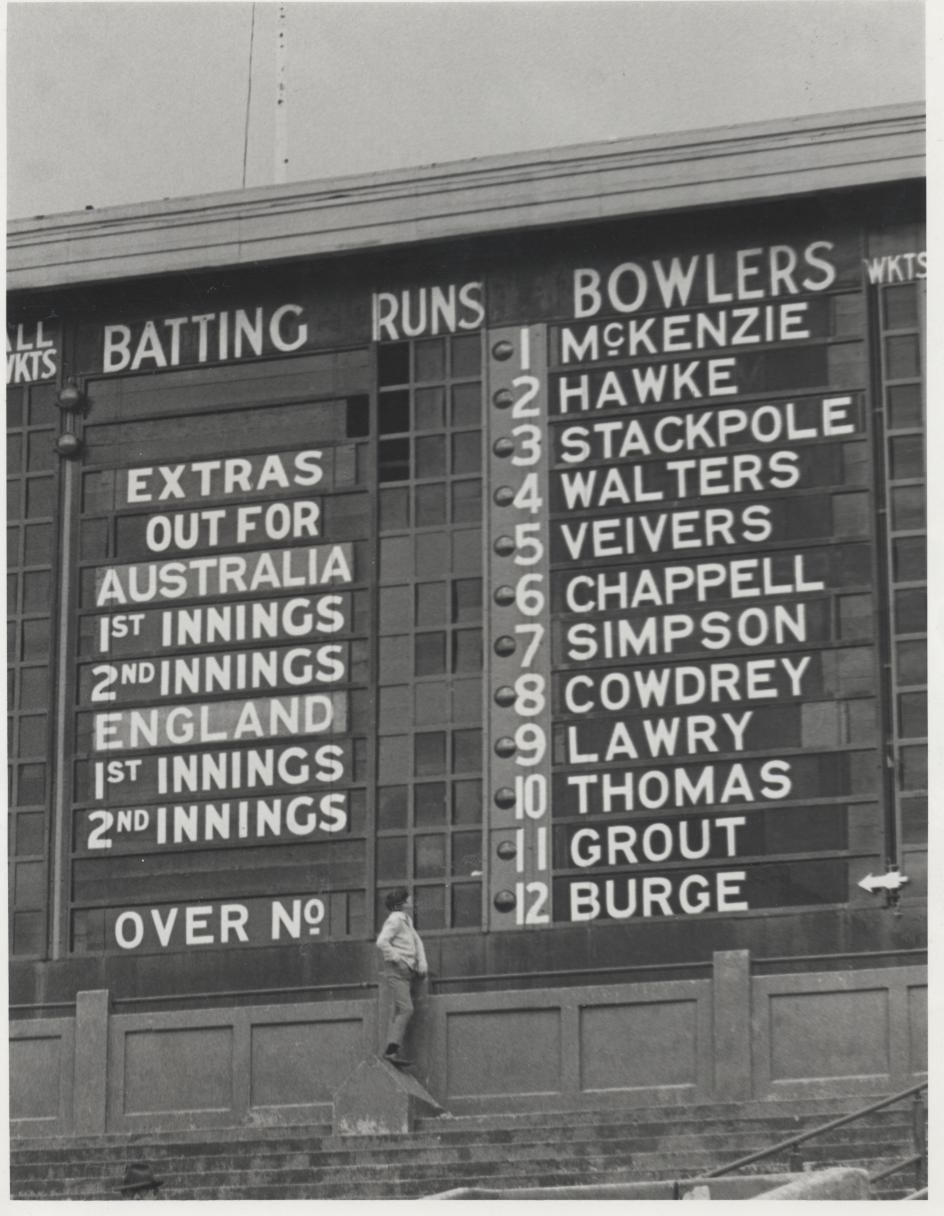 ALL
WKTS
BATTING
EXTRAS
OUT FOR
AUSTRALIA
1ST INNINGS
2ND INNINGS
ENGLAND
1ST INNINGS
2ND INNINGS
OVER NO
RUNS
BOWLERS
1 MCKENZIE
2 HAWKE
3 STACKPOLE
4 WALTERS
5 VEIVERS
6 CHAPPELL
7 SIMPSON
8 COWDREY
9 LAWRY
10 THOMAS
11 GROUT
12 BURGE
WKTS